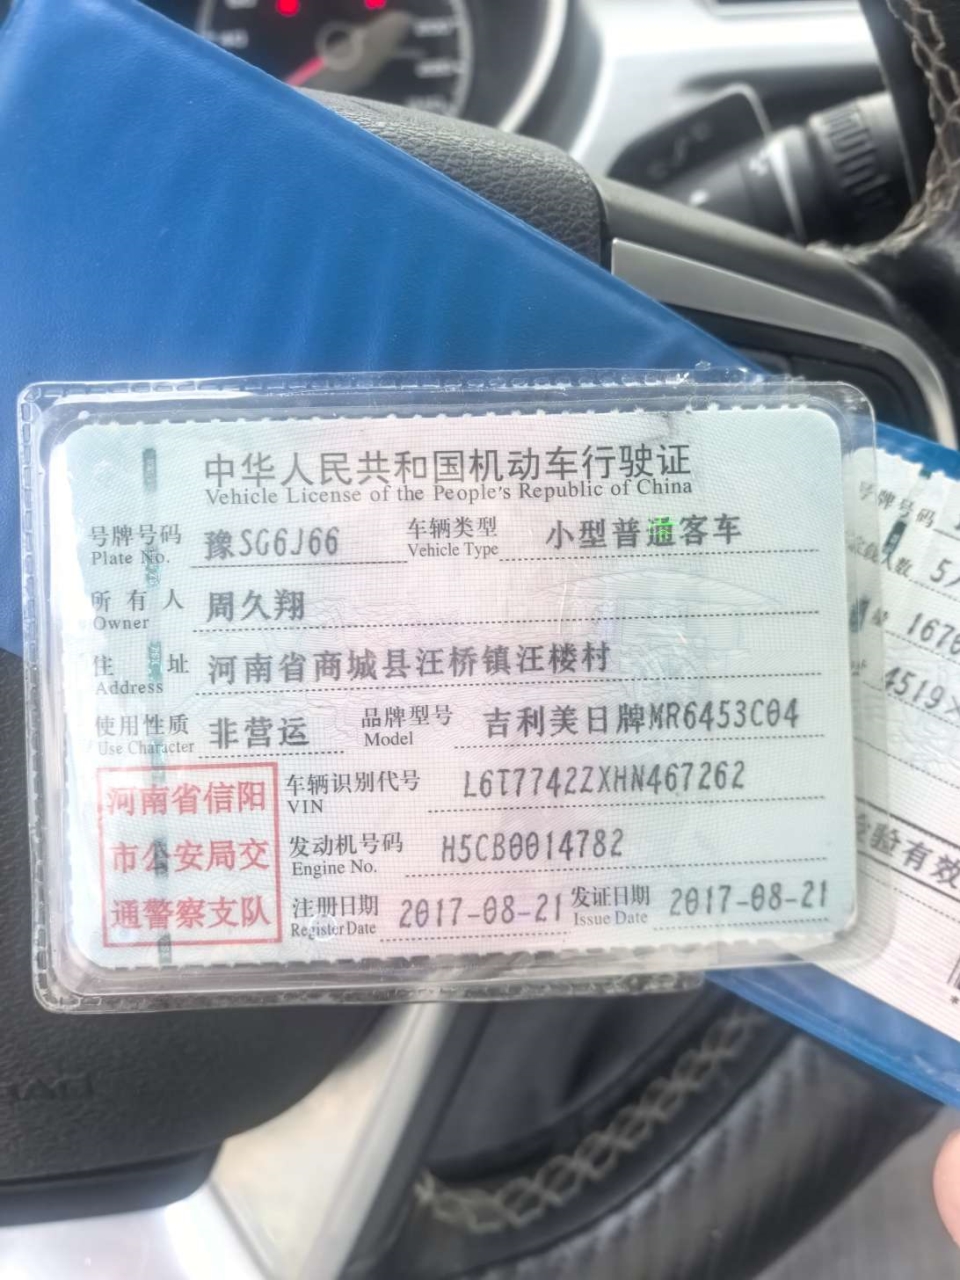 中华人民共和国机动车行驶证
Vehicle License of the People's Republic of China
号牌号码 豫SG6J66 车辆类型 小型普通客车
Plate No. Vehicle Type
所有人 周久翔
Owner
住址 河南省商城县汪桥镇汪楼村
Address
使用性质 非营运 品牌型号 吉利美日牌MR6453C04
Use Character Model
河南省信阳
市公安局交
通警察支队
车辆识别代号 L6T7742ZXHN467262
VIN
发动机号码 H5CB0014782
Engine No.
注册日期 2017-08-21 发证日期 2017-08-21
Register Date Issue Date
号牌号码
人数 5
167
4519×
检验有效